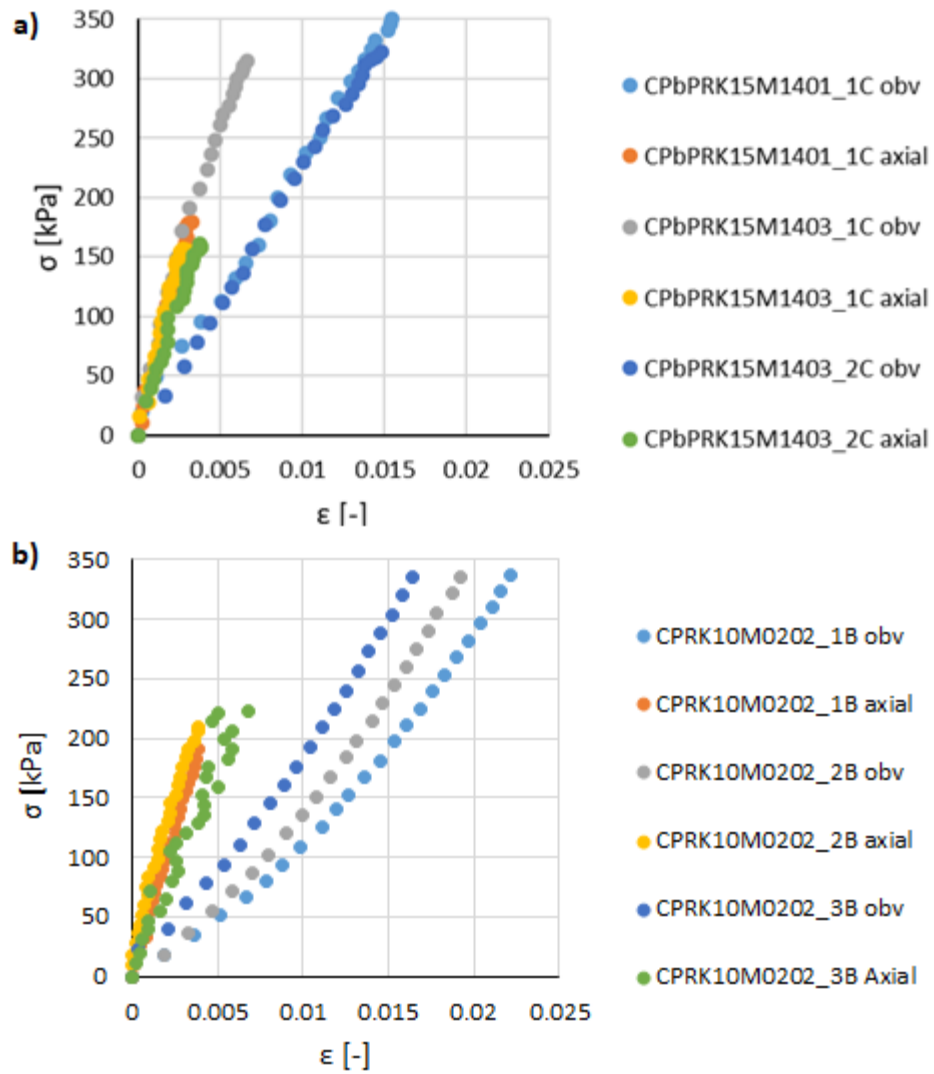 a)
350
300
250
200
150
100
50
0
σ [kPa]
0 0.005 0.01 0.015 0.02 0.025
ε [-]
CPbPRK15M1401_1C obv
CPbPRK15M1401_1C axial
CPbPRK15M1403_1C obv
CPbPRK15M1403_1C axial
CPbPRK15M1403_2C obv
CPbPRK15M1403_2C axial
b)
350
300
250
200
150
100
50
0
σ [kPa]
0 0.005 0.01 0.015 0.02 0.025
ε [-]
CPRK10M0202_1B obv
CPRK10M0202_1B axial
CPRK10M0202_2B obv
CPRK10M0202_2B axial
CPRK10M0202_3B obv
CPRK10M0202_3B Axial